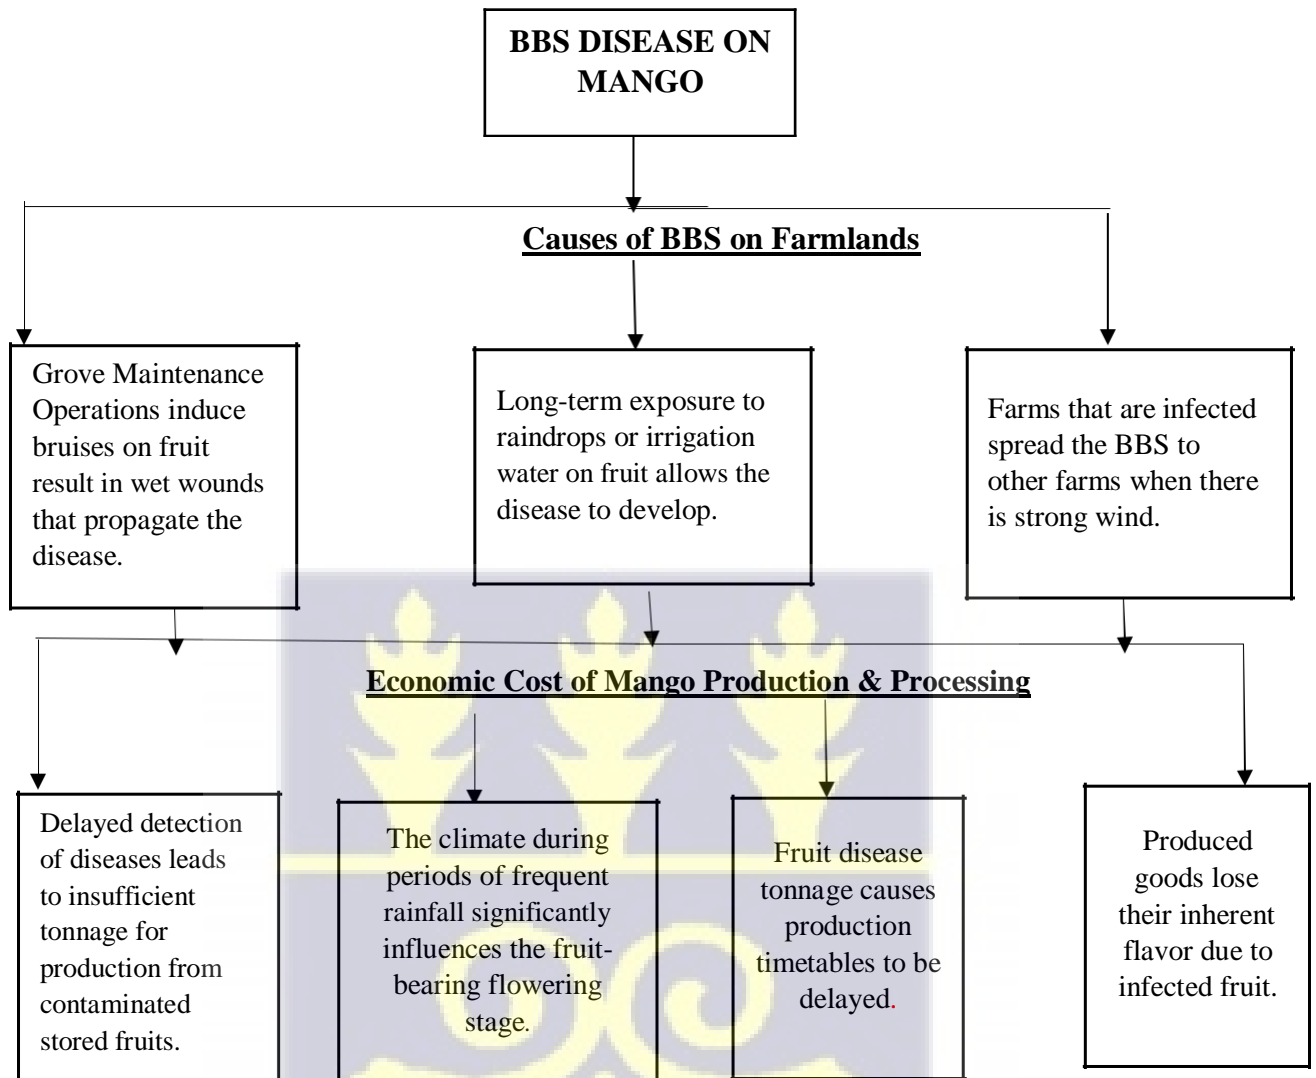 BBS DISEASE ON
MANGO
Causes of BBS on Farmlands
Grove Maintenance
Operations induce
bruises on fruit
result in wet wounds
that propagate the
disease.
Long-term exposure to
raindrops or irrigation
water on fruit allows the
disease to develop.
Farms that are infected
spread the BBS to
other farms when there
is strong wind.
Economic Cost of Mango Production & Processing
Delayed detection
of diseases leads
to insufficient
tonnage for
production from
contaminated
stored fruits.
The climate during
periods of frequent
rainfall significantly
influences the fruit-
bearing flowering
stage.
Fruit disease
tonnage causes
production
timetables to be
delayed.
Produced
goods lose
their inherent
flavor due to
infected fruit.